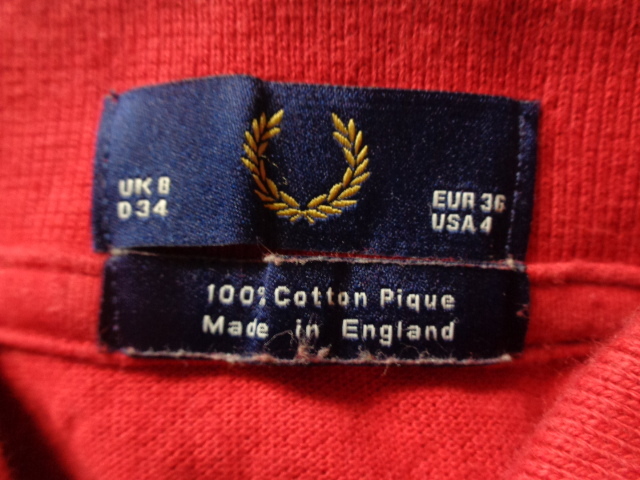 UK 8
D 34
EUR 36
USA 4
100% Cotton Pique
Made in England